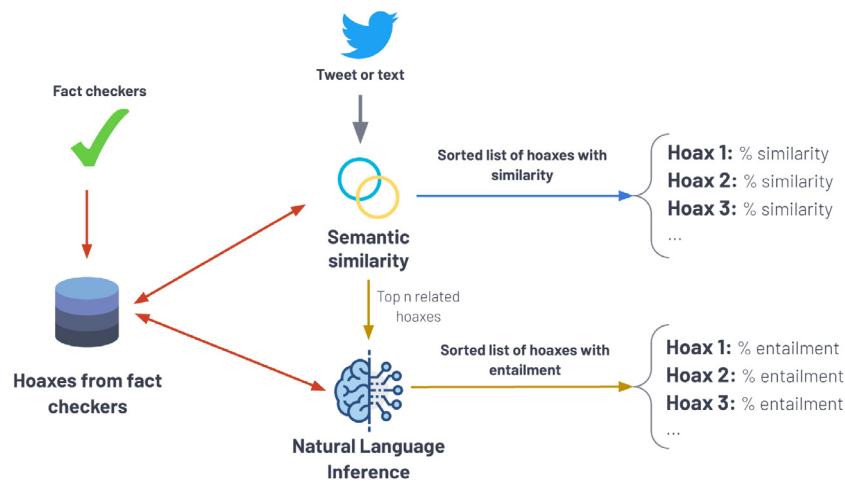 Tweet or text
Fact checkers
Sorted list of hoaxes with
similarity
Hoax 1: % similarity
Hoax 2: % similarity
Hoax 3: % similarity
...
Semantic
similarity
Top n related
hoaxes
Hoaxes from fact
checkers
Sorted list of hoaxes with
entailment
Hoax 1: % entailment
Hoax 2: % entailment
Hoax 3: % entailment
...
Natural Language
Inference